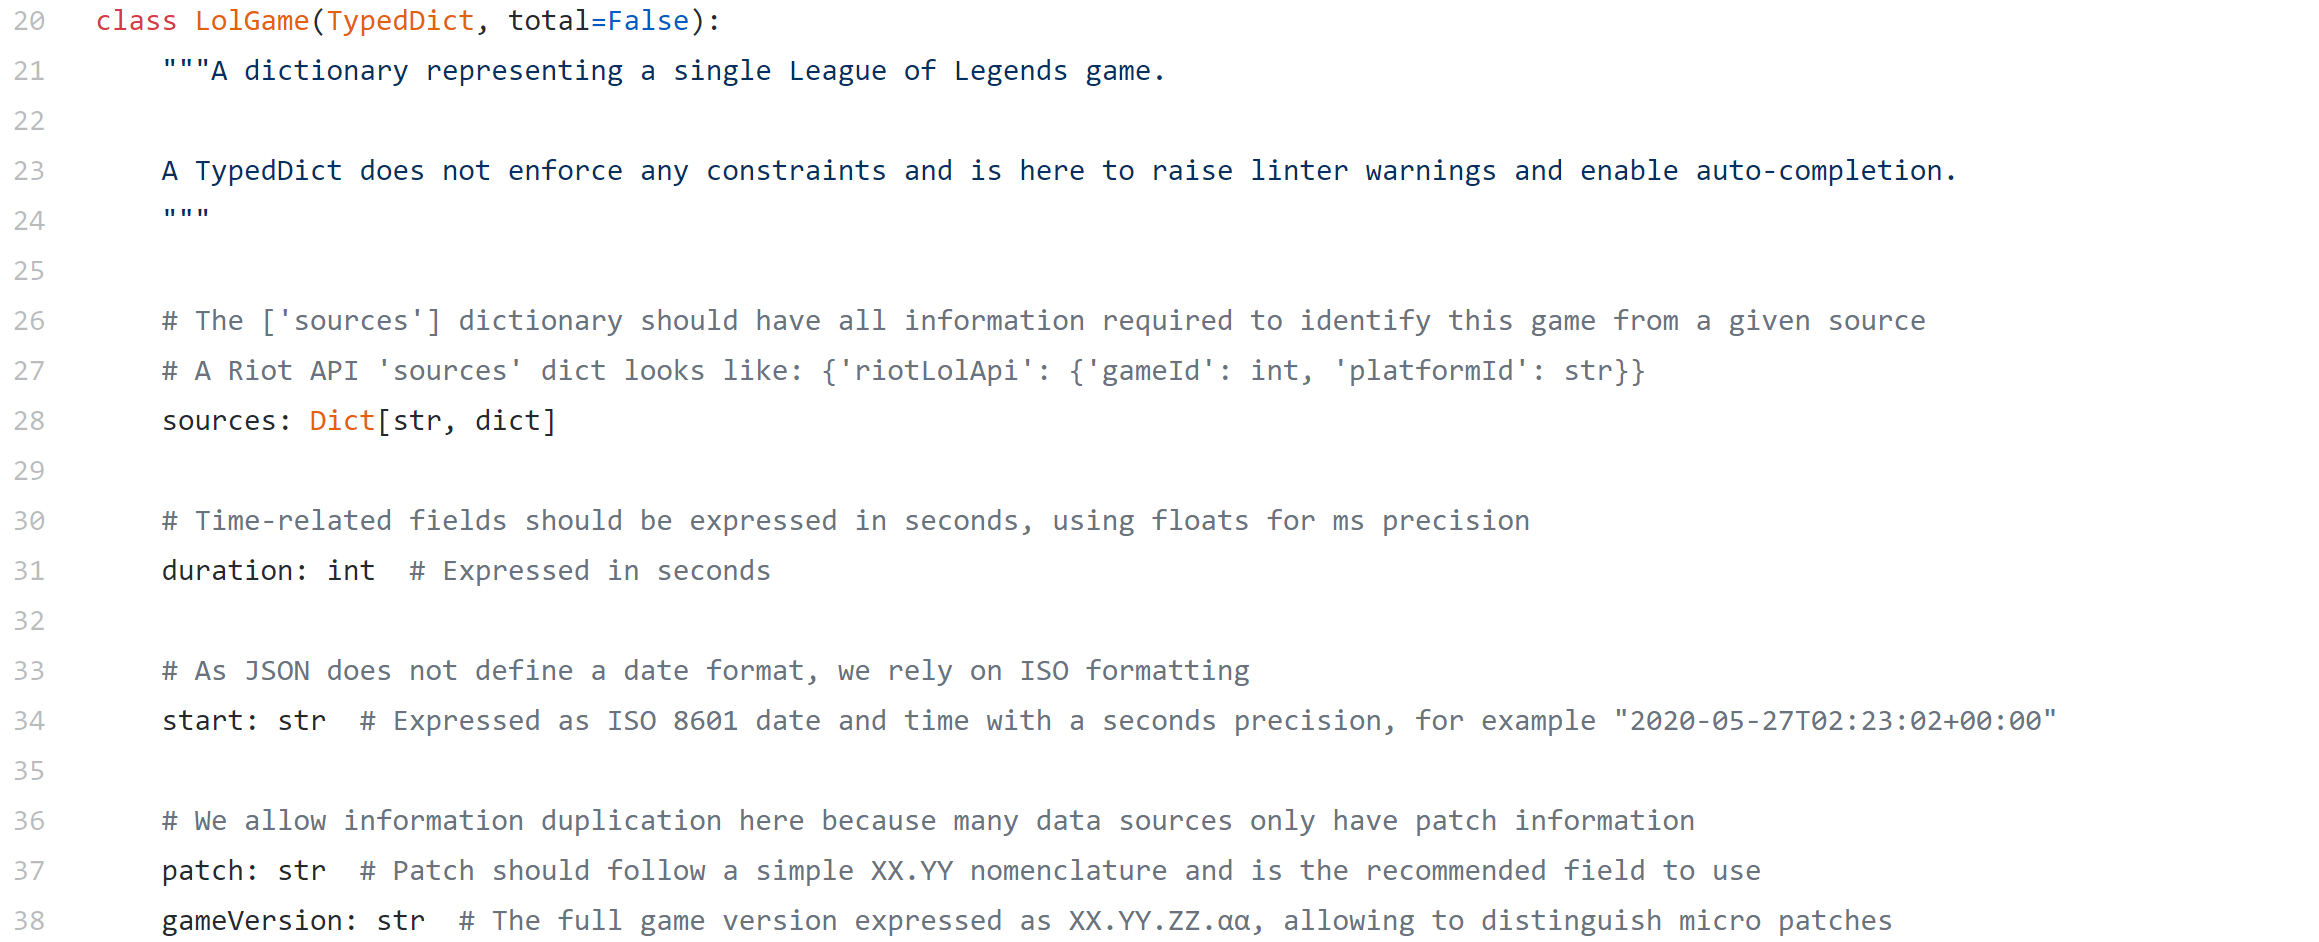 20 class LolGame(TypedDict, total=False):
21 """A dictionary representing a single League of Legends game.
22
23 A TypedDict does not enforce any constraints and is here to raise linter warnings and enable auto-completion.
24 """
25
26 # The ['sources'] dictionary should have all information required to identify this game from a given source
27 # A Riot API 'sources' dict looks like: {'riotLolApi': {'gameId': int, 'platformId': str}}
28 sources: Dict[str, dict]
29
30 # Time-related fields should be expressed in seconds, using floats for ms precision
31 duration: int  # Expressed in seconds
32
33 # As JSON does not define a date format, we rely on ISO formatting
34 start: str  # Expressed as ISO 8601 date and time with a seconds precision, for example "2020-05-27T02:23:02+00:00"
35
36 # We allow information duplication here because many data sources only have patch information
37 patch: str  # Patch should follow a simple XX.YY nomenclature and is the recommended field to use
38 gameVersion: str  # The full game version expressed as XX.YY.ZZ.αα, allowing to distinguish micro patches